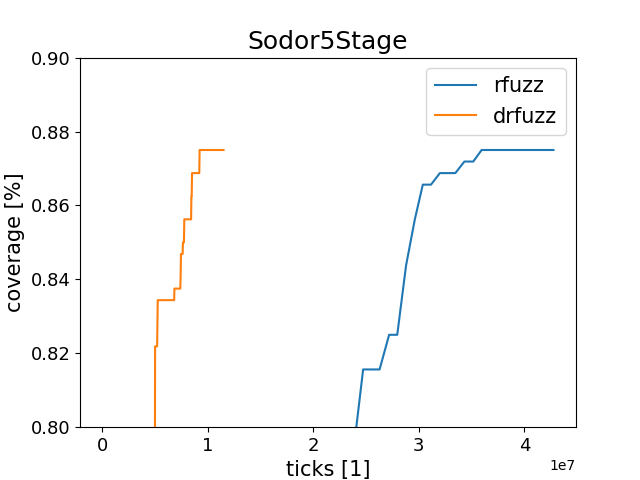 Sodor5Stage
rfuzz
drfuzz
coverage [%]
0.90
0.88
0.86
0.84
0.82
0.80
0 1 2 3 4
1e7
ticks [1]